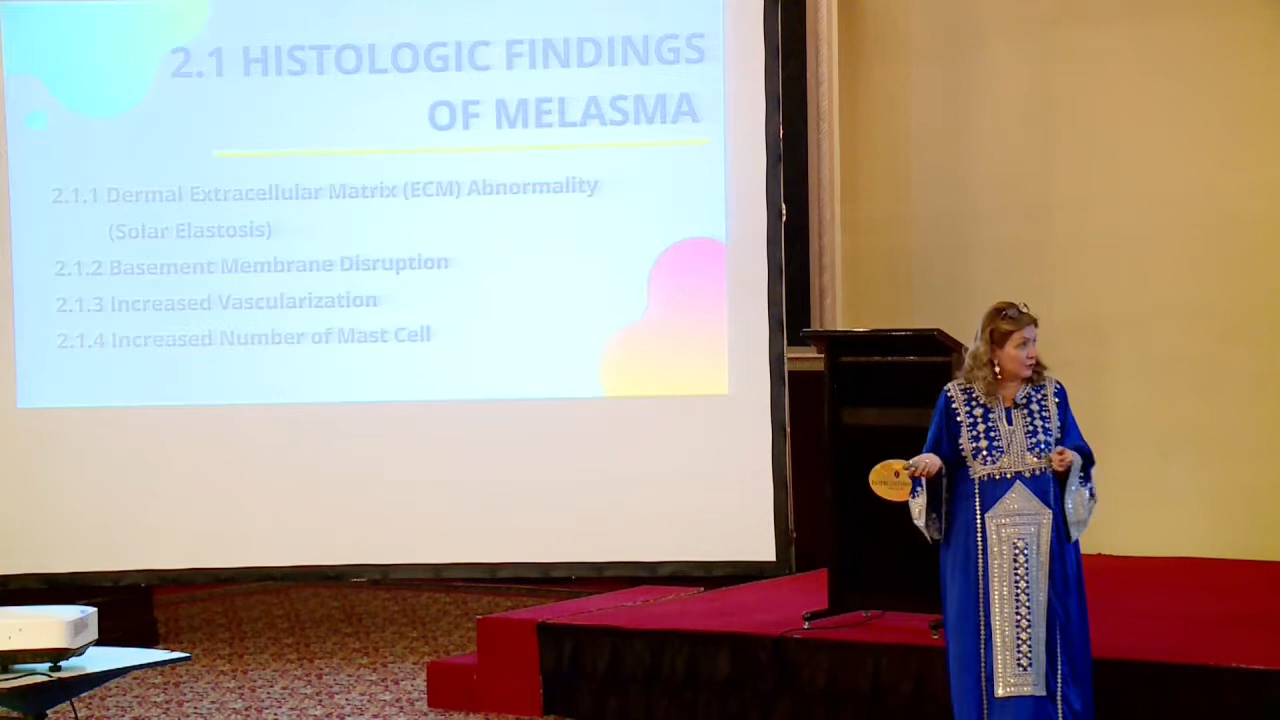 2.1 HISTOLOGIC FINDINGS
OF MELASMA
2.1.1 Dermal Extracellular Matrix (ECM) Abnormality
(Solar Elastosis)
2.1.2 Basement Membrane Disruption
2.1.3 Increased Vascularization
2.1.4 Increased Number of Mast Cell